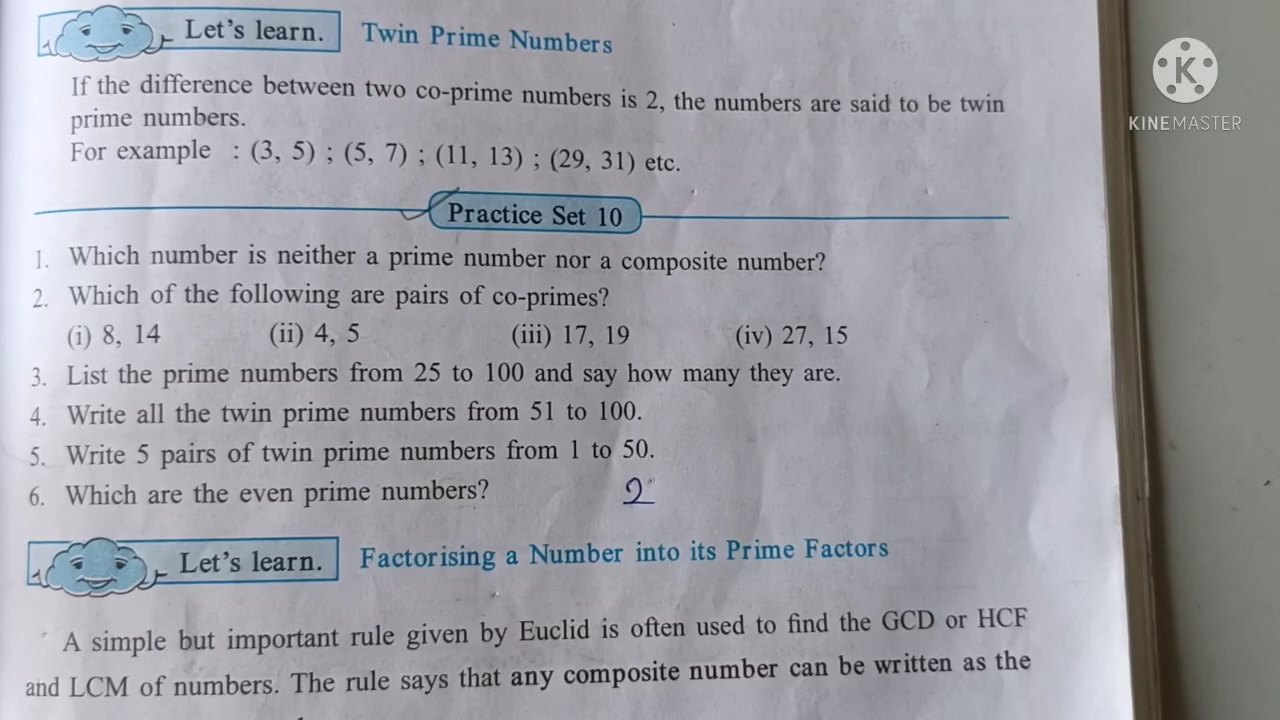 Let's learn. Twin Prime Numbers
K
KINEMASTER
If the difference between two co-prime numbers is 2, the numbers are said to be twin
prime numbers.
For example : (3, 5) ; (5, 7) ; (11, 13) ; (29, 31) etc.
Practice Set 10
1. Which number is neither a prime number nor a composite number?
2. Which of the following are pairs of co-primes?
(i) 8, 14 (ii) 4, 5 (iii) 17, 19 (iv) 27, 15
3. List the prime numbers from 25 to 100 and say how many they are.
4. Write all the twin prime numbers from 51 to 100.
5. Write 5 pairs of twin prime numbers from 1 to 50.
6. Which are the even prime numbers? 2
Let's learn. Factorising a Number into its Prime Factors
A simple but important rule given by Euclid is often used to find the GCD or HCF
and LCM of numbers. The rule says that any composite number can be written as the